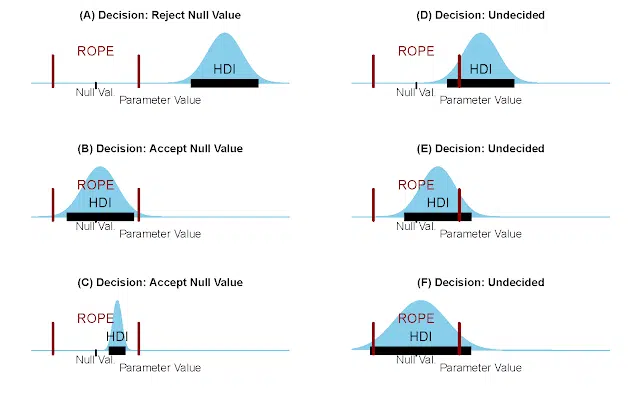 (A) Decision: Reject Null Value
ROPE
HDI
Null Val.
Parameter Value
(B) Decision: Accept Null Value
ROPE
HDI
Null Val.
Parameter Value
(C) Decision: Accept Null Value
ROPE
HDI
Null Val.
Parameter Value
(D) Decision: Undecided
ROPE
HDI
Null Val.
Parameter Value
(E) Decision: Undecided
ROPE
HDI
Null Val.
Parameter Value
(F) Decision: Undecided
ROPE
HDI
Null Val.
Parameter Value